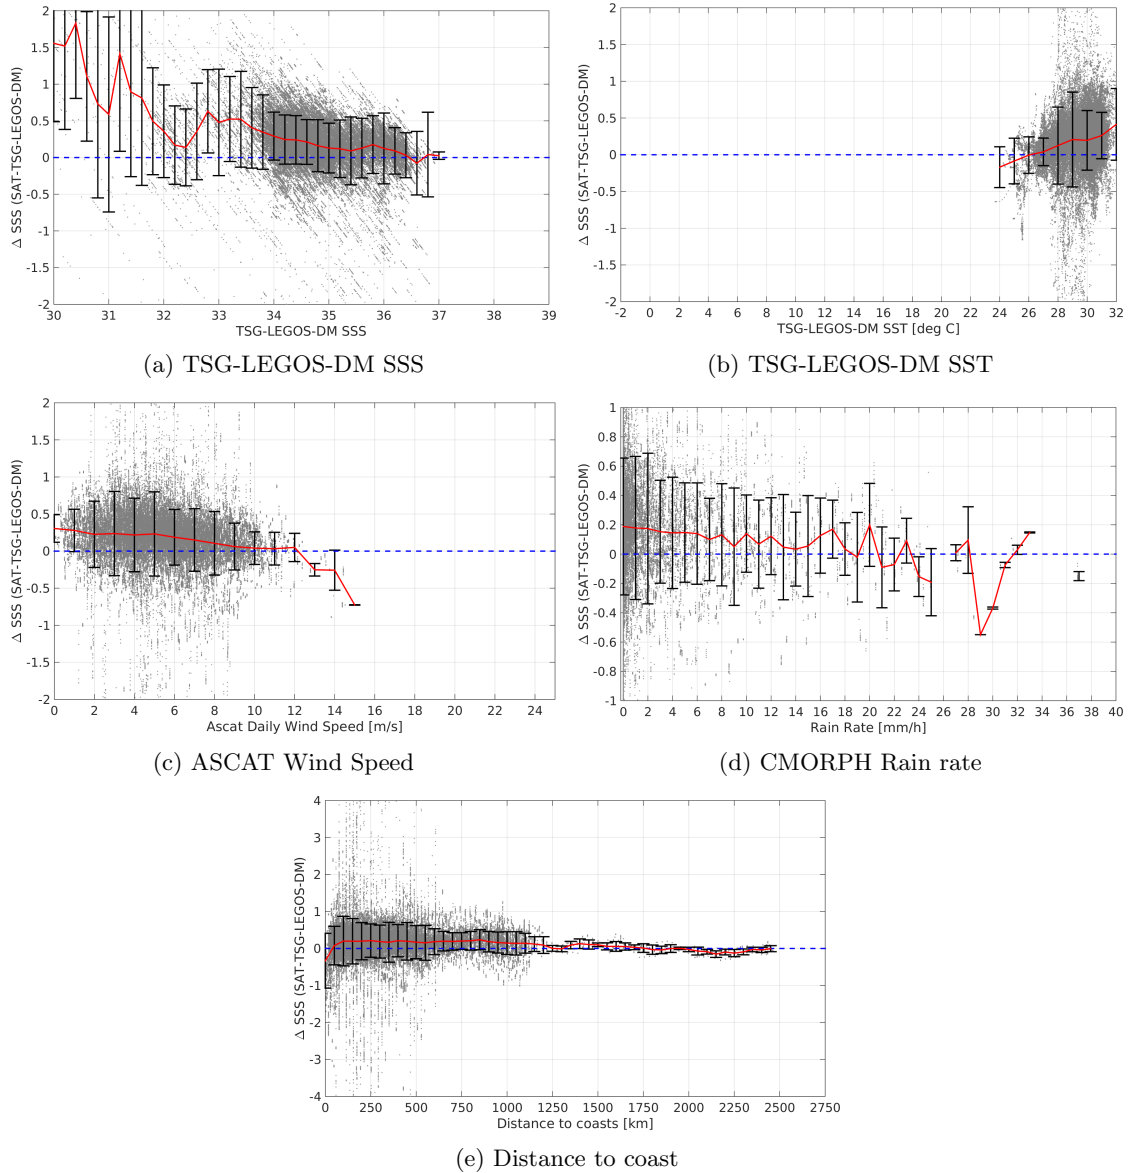 2
1.5
1
0.5
0
-0.5
-1
-1.5
-2
Δ SSS (SAT-TSG-LEGOS-DM)
30 31 32 33 34 35 36 37 38 39
TSG-LEGOS-DM SSS
(a) TSG-LEGOS-DM SSS
2
1.5
1
0.5
0
-0.5
-1
-1.5
-2
Δ SSS (SAT-TSG-LEGOS-DM)
-2 0 2 4 6 8 10 12 14 16 18 20 22 24 26 28 30 32
TSG-LEGOS-DM SST [deg C]
(b) TSG-LEGOS-DM SST
2
1.5
1
0.5
0
-0.5
-1
-1.5
-2
Δ SSS (SAT-TSG-LEGOS-DM)
0 2 4 6 8 10 12 14 16 18 20 22 24
Ascat Daily Wind Speed [m/s]
(c) ASCAT Wind Speed
1
0.8
0.6
0.4
0.2
0
-0.2
-0.4
-0.6
-0.8
-1
Δ SSS (SAT-TSG-LEGOS-DM)
0 2 4 6 8 10 12 14 16 18 20 22 24 26 28 30 32 34 36 38 40
Rain Rate [mm/h]
(d) CMORPH Rain rate
4
3
2
1
0
-1
-2
-3
-4
Δ SSS (SAT-TSG-LEGOS-DM)
0 250 500 750 1000 1250 1500 1750 2000 2250 2500 2750
Distance to coasts [km]
(e) Distance to coast